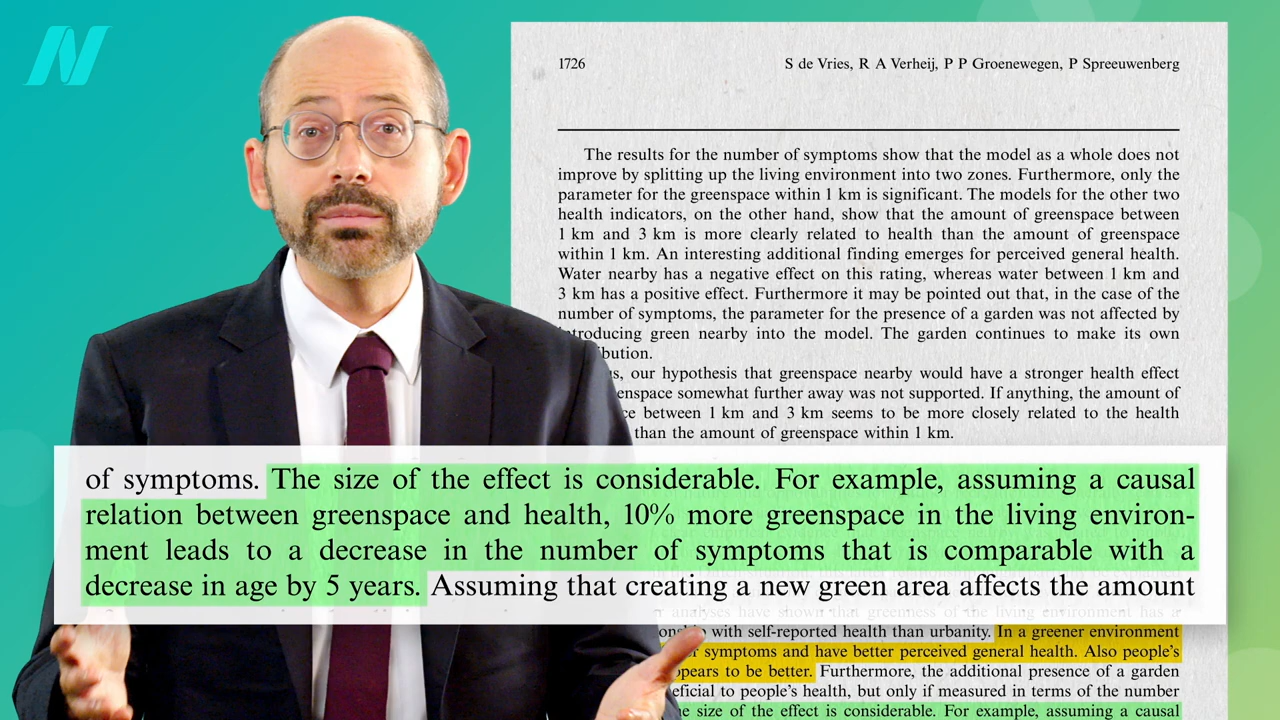 N
1726 S de Vries, R A Verheij, P P Groenewegen, P Spreeuwenberg
The results for the number of symptoms show that the model as a whole does not
improve by splitting up the living environment into two zones. Furthermore, only the
parameter for the greenspace within 1 km is significant. The models for the other two
health indicators, on the other hand, show that the amount of greenspace between
1 km and 3 km is more clearly related to health than the amount of greenspace
within 1 km. An interesting additional finding emerges for perceived general health.
Water nearby has a negative effect on this rating, whereas water between 1 km and
3 km has a positive effect. Furthermore it may be pointed out that, in the case of the
number of symptoms, the parameter for the presence of a garden was not affected by
introducing green nearby into the model. The garden continues to make its own
bution.
our hypothesis that greenspace nearby would have a stronger health effect
enspace somewhat further away was not supported. If anything, the amount of
ce between 1 km and 3 km seems to be more closely related to the health
than the amount of greenspace within 1 km.
of symptoms. The size of the effect is considerable. For example, assuming a causal
relation between greenspace and health, 10% more greenspace in the living environ-
ment leads to a decrease in the number of symptoms that is comparable with a
decrease in age by 5 years. Assuming that creating a new green area affects the amount
analyses have shown that greenness of the living environment has a
with self-reported health than urbanity. In a greener environment
symptoms and have better perceived general health. Also people's
ppears to be better. Furthermore, the additional presence of a garden
eficial to people's health, but only if measured in terms of the number
size of the effect is considerable. For example, assuming a causal